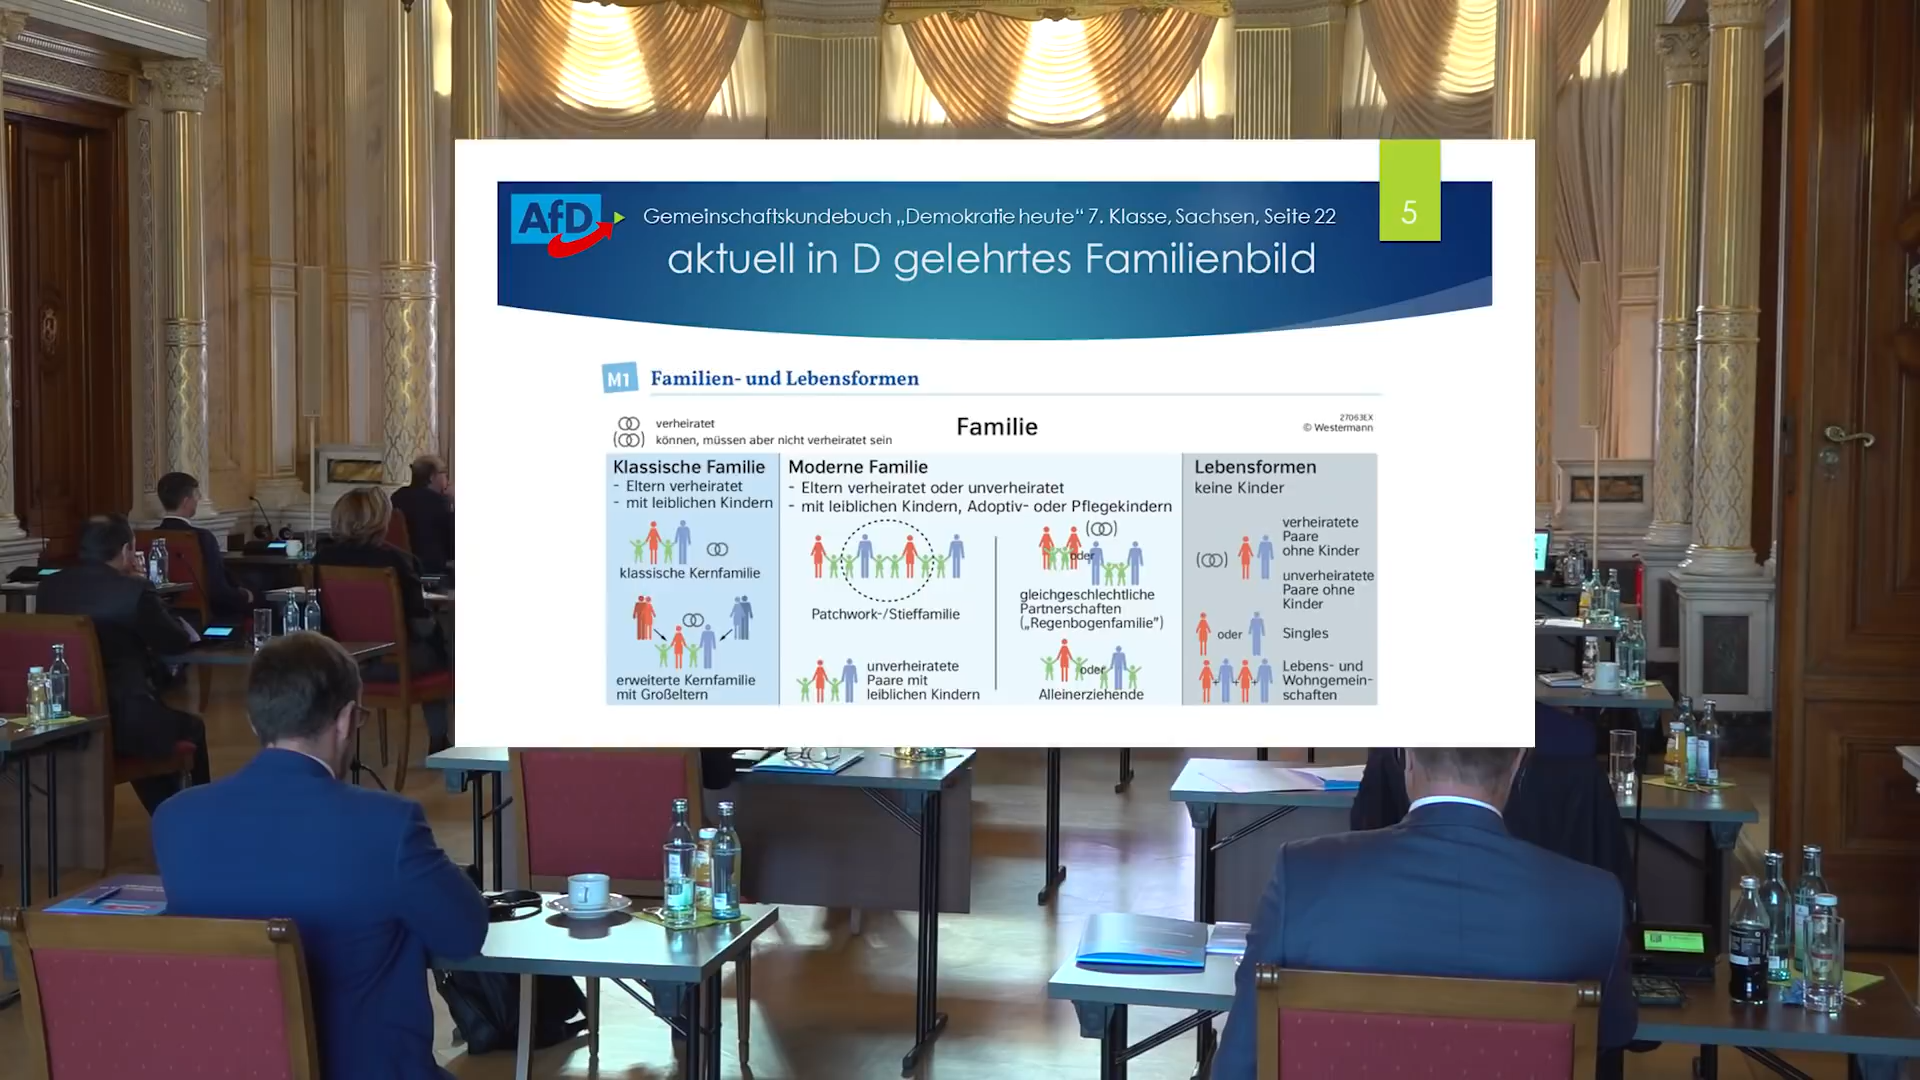 AfD
5
Gemeinschaftskundebuch „Demokratie heute“ 7. Klasse, Sachsen, Seite 22
aktuell in D gelehrtes Familienbild
M1 Familien- und Lebensformen
verheiratet
können, müssen aber nicht verheiratet sein
Familie
27063EX
© Westermann
Klassische Familie
- Eltern verheiratet
- mit leiblichen Kindern
klassische Kernfamilie
erweiterte Kernfamilie
mit Großeltern
Moderne Familie
- Eltern verheiratet oder unverheiratet
- mit leiblichen Kindern, Adoptiv- oder Pflegekindern
Patchwork-/Stieffamilie
unverheiratete
Paare mit
leiblichen Kindern
oder
gleichgeschlechtliche
Partnerschaften
(„Regenbogenfamilie“)
oder
Alleinerziehende
Lebensformen
keine Kinder
verheiratete
Paare
ohne Kinder
unverheiratete
Paare ohne
Kinder
oder
Singles
+ + +
Lebens- und
Wohngemein-
schaften